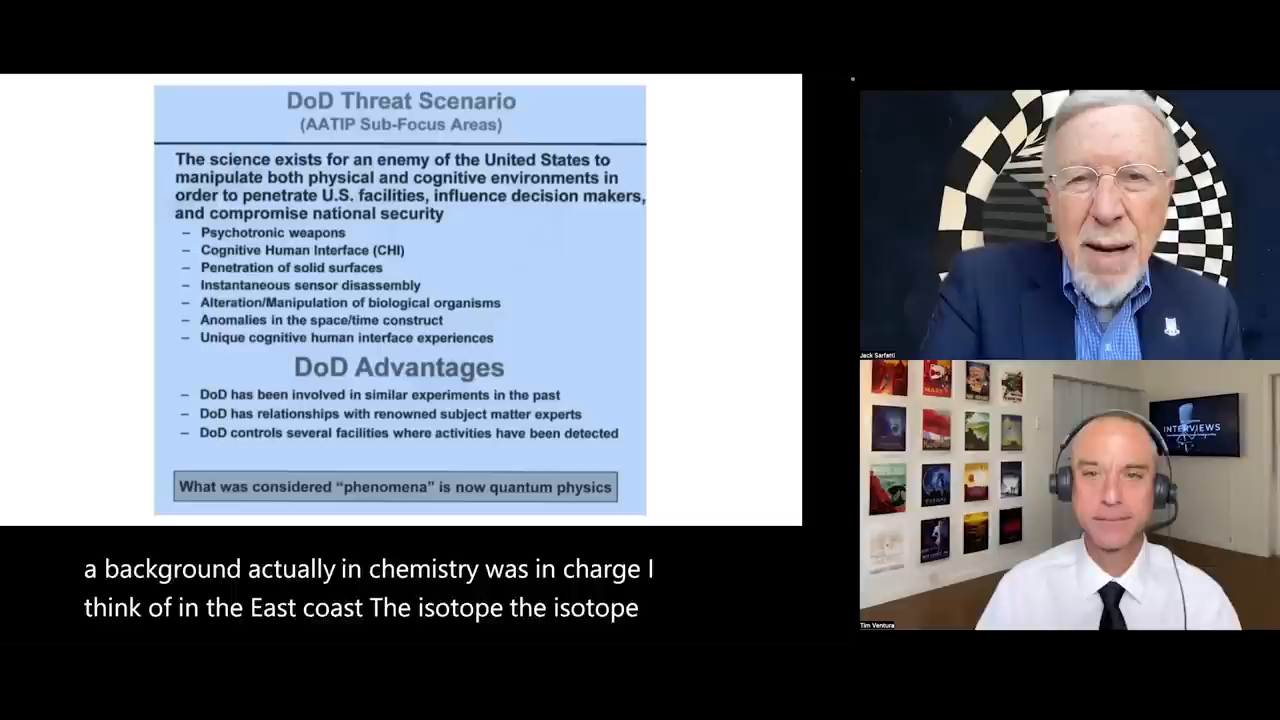 DoD Threat Scenario
(AATIP Sub-Focus Areas)
The science exists for an enemy of the United States to
manipulate both physical and cognitive environments in
order to penetrate U.S. facilities, influence decision makers,
and compromise national security
– Psychotronic weapons
– Cognitive Human Interface (CHI)
– Penetration of solid surfaces
– Instantaneous sensor disassembly
– Alteration/Manipulation of biological organisms
– Anomalies in the space/time construct
– Unique cognitive human interface experiences
DoD Advantages
– DoD has been involved in similar experiments in the past
– DoD has relationships with renowned subject matter experts
– DoD controls several facilities where activities have been detected
What was considered “phenomena” is now quantum physics
a background actually in chemistry was in charge I
think of in the East coast The isotope the isotope
Jack Sarfatti
INTERVIEWS
Tim Ventura